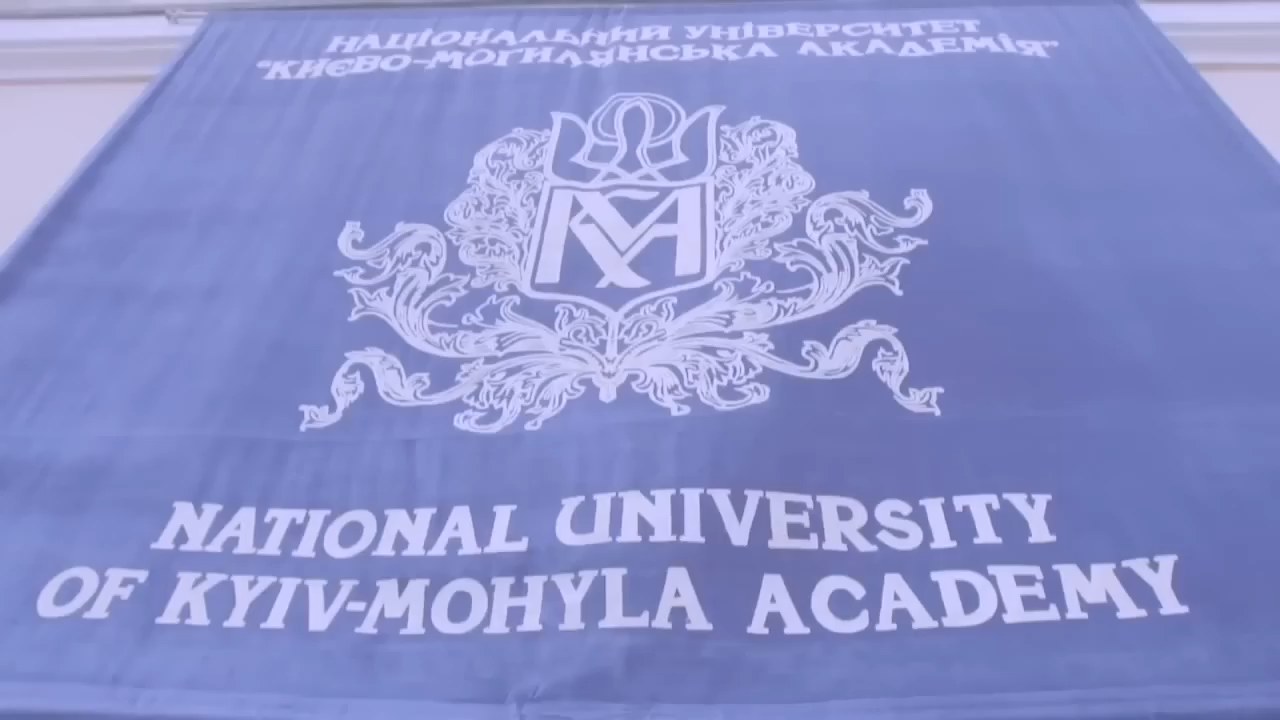 НАЦІОНАЛЬНИЙ УНІВЕРСИТЕТ
"КИЄВО-МОГИЛЯНСЬКА АКАДЕМІЯ"
NATIONAL UNIVERSITY
OF KYIV-MOHYLA ACADEMY